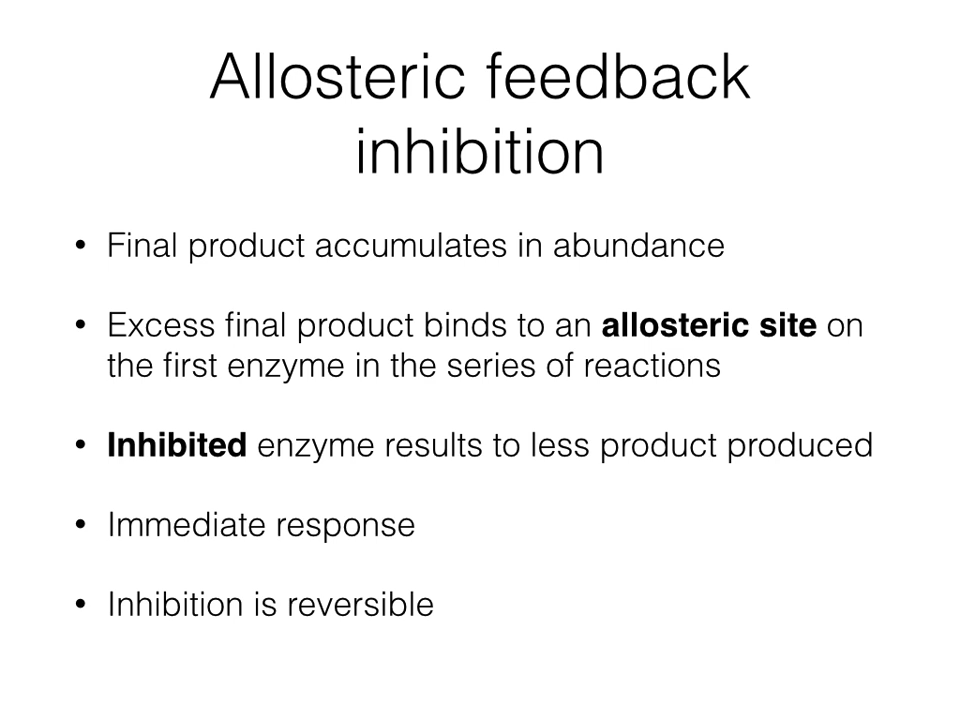 Allosteric feedback
inhibition
• Final product accumulates in abundance
• Excess final product binds to an allosteric site on
the first enzyme in the series of reactions
• Inhibited enzyme results to less product produced
• Immediate response
• Inhibition is reversible